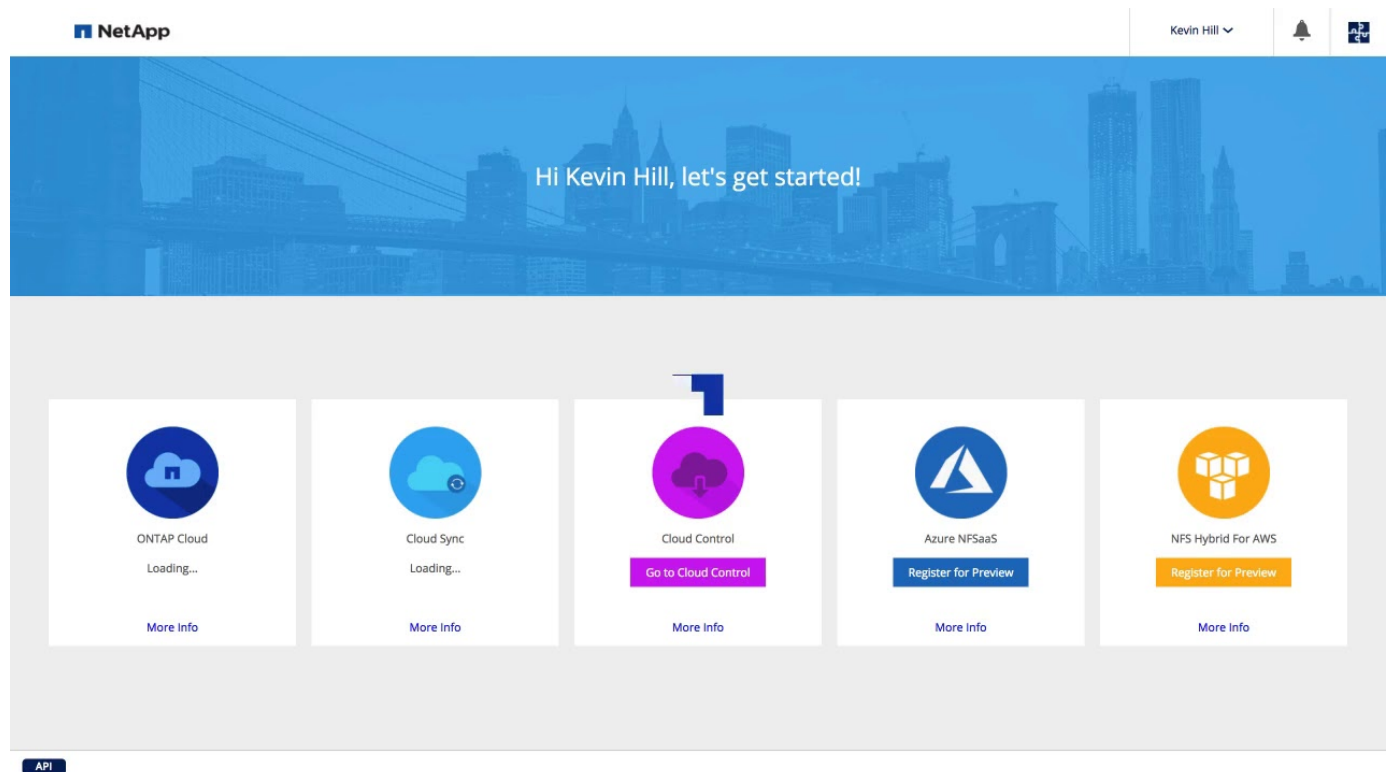 NetApp
Kevin Hill
Hi Kevin Hill, let's get started!
ONTAP Cloud
Loading...
More Info
Cloud Sync
Loading...
More Info
Cloud Control
Go to Cloud Control
More Info
Azure NFSaaS
Register for Preview
More Info
NFS Hybrid For AWS
Register for Preview
More Info
API